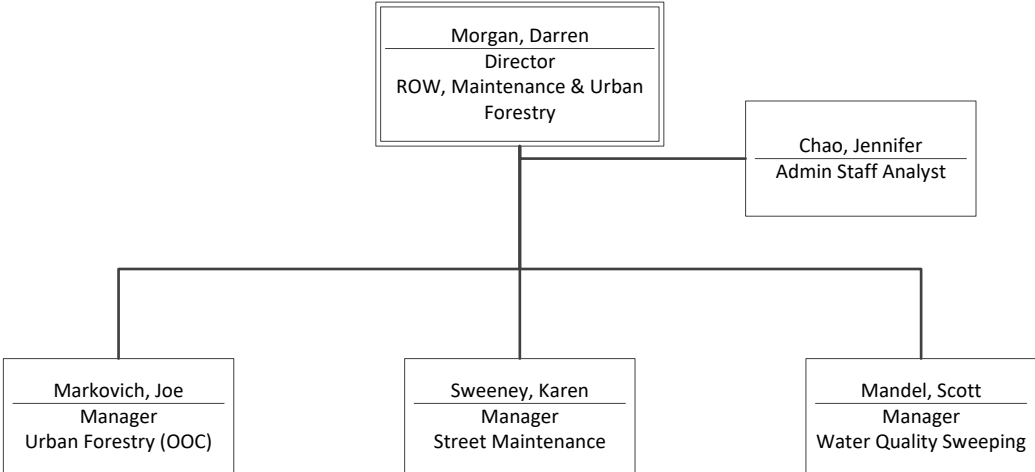 Morgan, Darren
Director
ROW, Maintenance & Urban
Forestry
Chao, Jennifer
Admin Staff Analyst
Markovich, Joe
Manager
Urban Forestry (OOC)
Sweeney, Karen
Manager
Street Maintenance
Mandel, Scott
Manager
Water Quality Sweeping